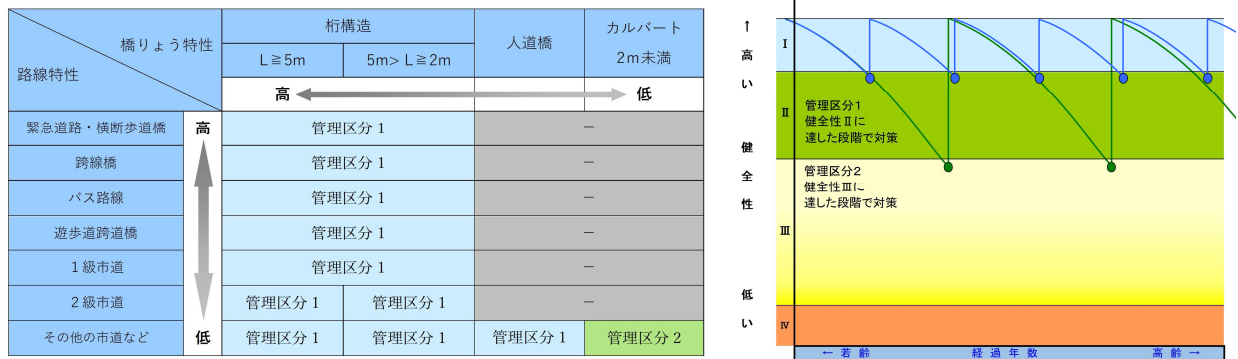 橋りょう特性
路線特性
桁構造
人道橋
カルバート
2m未満
L≧5m
5m> L≧2m
高
低
緊急道路・横断歩道橋
高
管理区分 1
－
跨線橋
管理区分 1
－
バス路線
管理区分 1
－
遊歩道跨道橋
管理区分 1
－
1級市道
管理区分 1
－
2級市道
管理区分 1
管理区分 1
－
その他の市道など
低
管理区分 1
管理区分 1
管理区分 1
管理区分 2
↑高い 健全性 低い
Ⅰ
Ⅱ
管理区分1
健全性Ⅱに
達した段階で対策
管理区分2
健全性Ⅲに
達した段階で対策
Ⅲ
Ⅳ
← 若 齢
経 過 年 数
高 齢 →